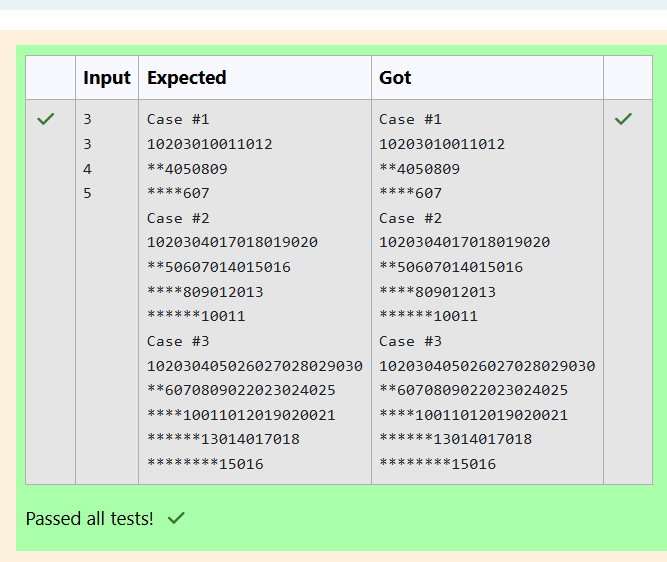 Input Expected Got
3 Case #1 Case #1
3 10203010011012 10203010011012
4 **4050809 **4050809
5 ****607 ****607
Case #2 Case #2
1020304017018019020 1020304017018019020
**50607014015016 **50607014015016
****809012013 ****809012013
******10011 ******10011
Case #3 Case #3
102030405026027028029030 102030405026027028029030
**6070809022023024025 **6070809022023024025
****10011012019020021 ****10011012019020021
******13014017018 ******13014017018
********15016 ********15016
Passed all tests!